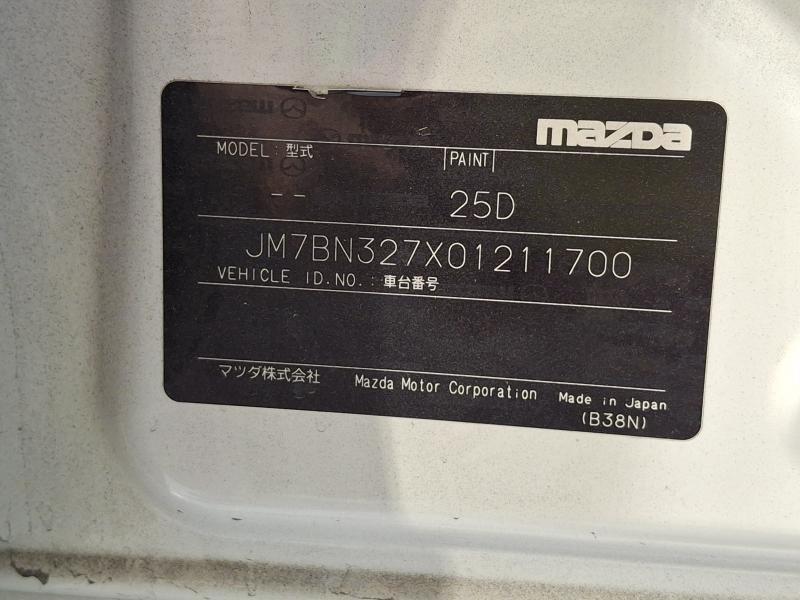 mazda
MODEL : 型式 PAINT
-- 25D
JM7BN327X01211700
VEHICLE ID.NO. : 車台番号
マツダ株式会社 Mazda Motor Corporation Made in Japan
(B38N)